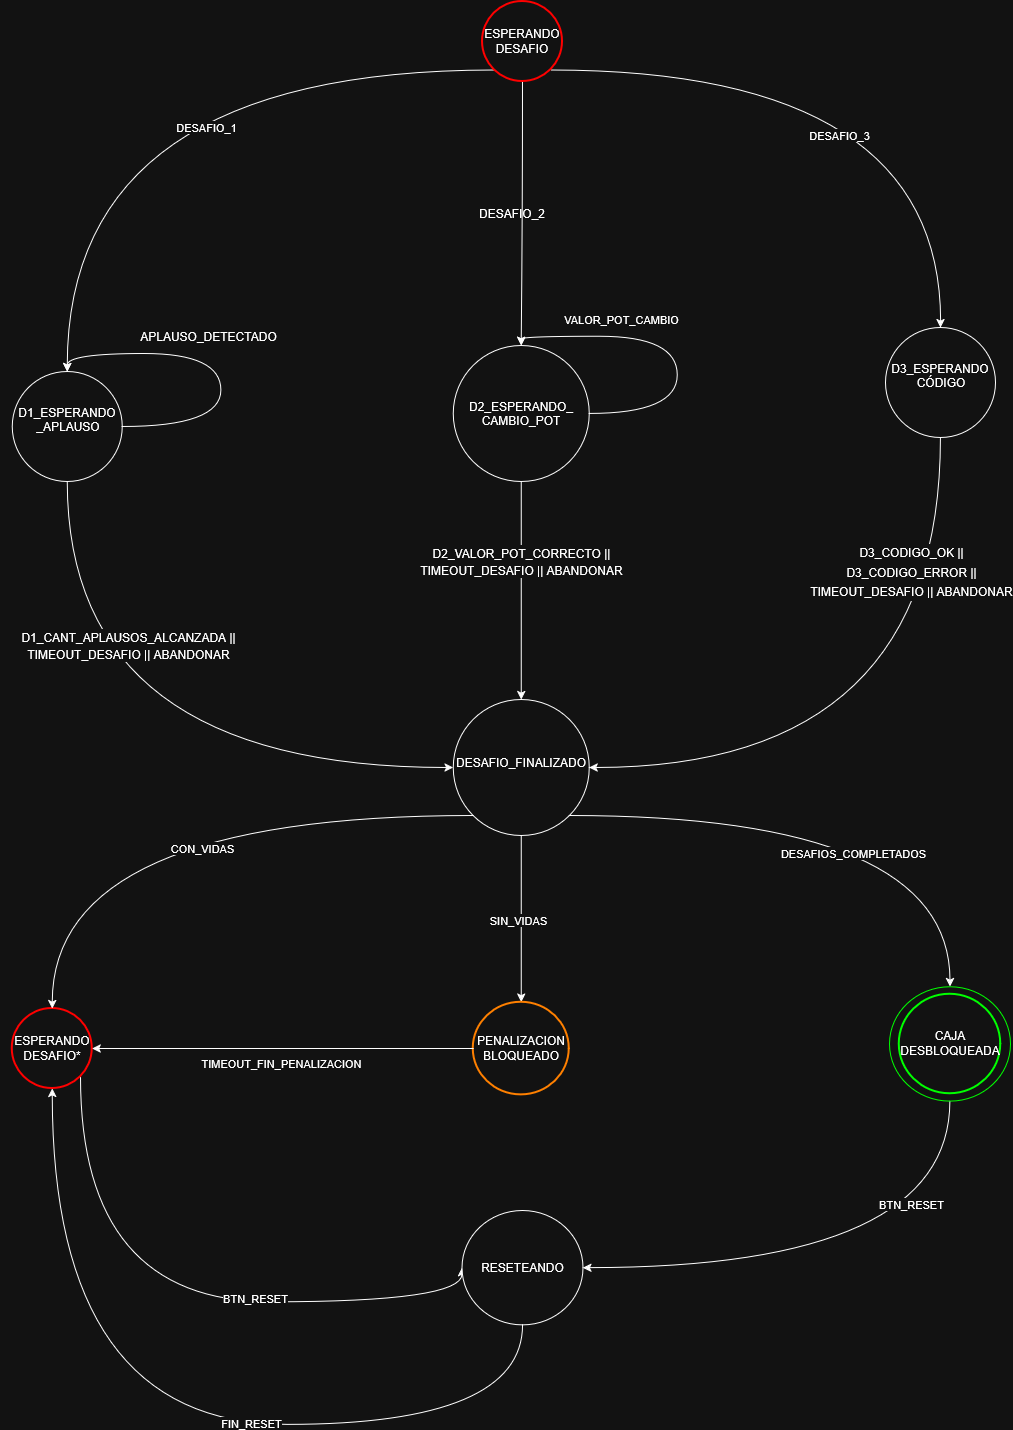 ESPERANDO
DESAFIO
DESAFIO_1
DESAFIO_3
DESAFIO_2
APLAUSO_DETECTADO
VALOR_POT_CAMBIO
D1_ESPERANDO
_APLAUSO
D2_ESPERANDO_
CAMBIO_POT
D3_ESPERANDO
CÓDIGO
D1_CANT_APLAUSOS_ALCANZADA ||
TIMEOUT_DESAFIO || ABANDONAR
D2_VALOR_POT_CORRECTO ||
TIMEOUT_DESAFIO || ABANDONAR
D3_CODIGO_OK ||
D3_CODIGO_ERROR ||
TIMEOUT_DESAFIO || ABANDONAR
DESAFIO_FINALIZADO
CON_VIDAS
SIN_VIDAS
DESAFIOS_COMPLETADOS
ESPERANDO
DESAFIO*
PENALIZACION
BLOQUEADO
CAJA
DESBLOQUEADA
TIMEOUT_FIN_PENALIZACION
BTN_RESET
RESETEANDO
BTN_RESET
FIN_RESET